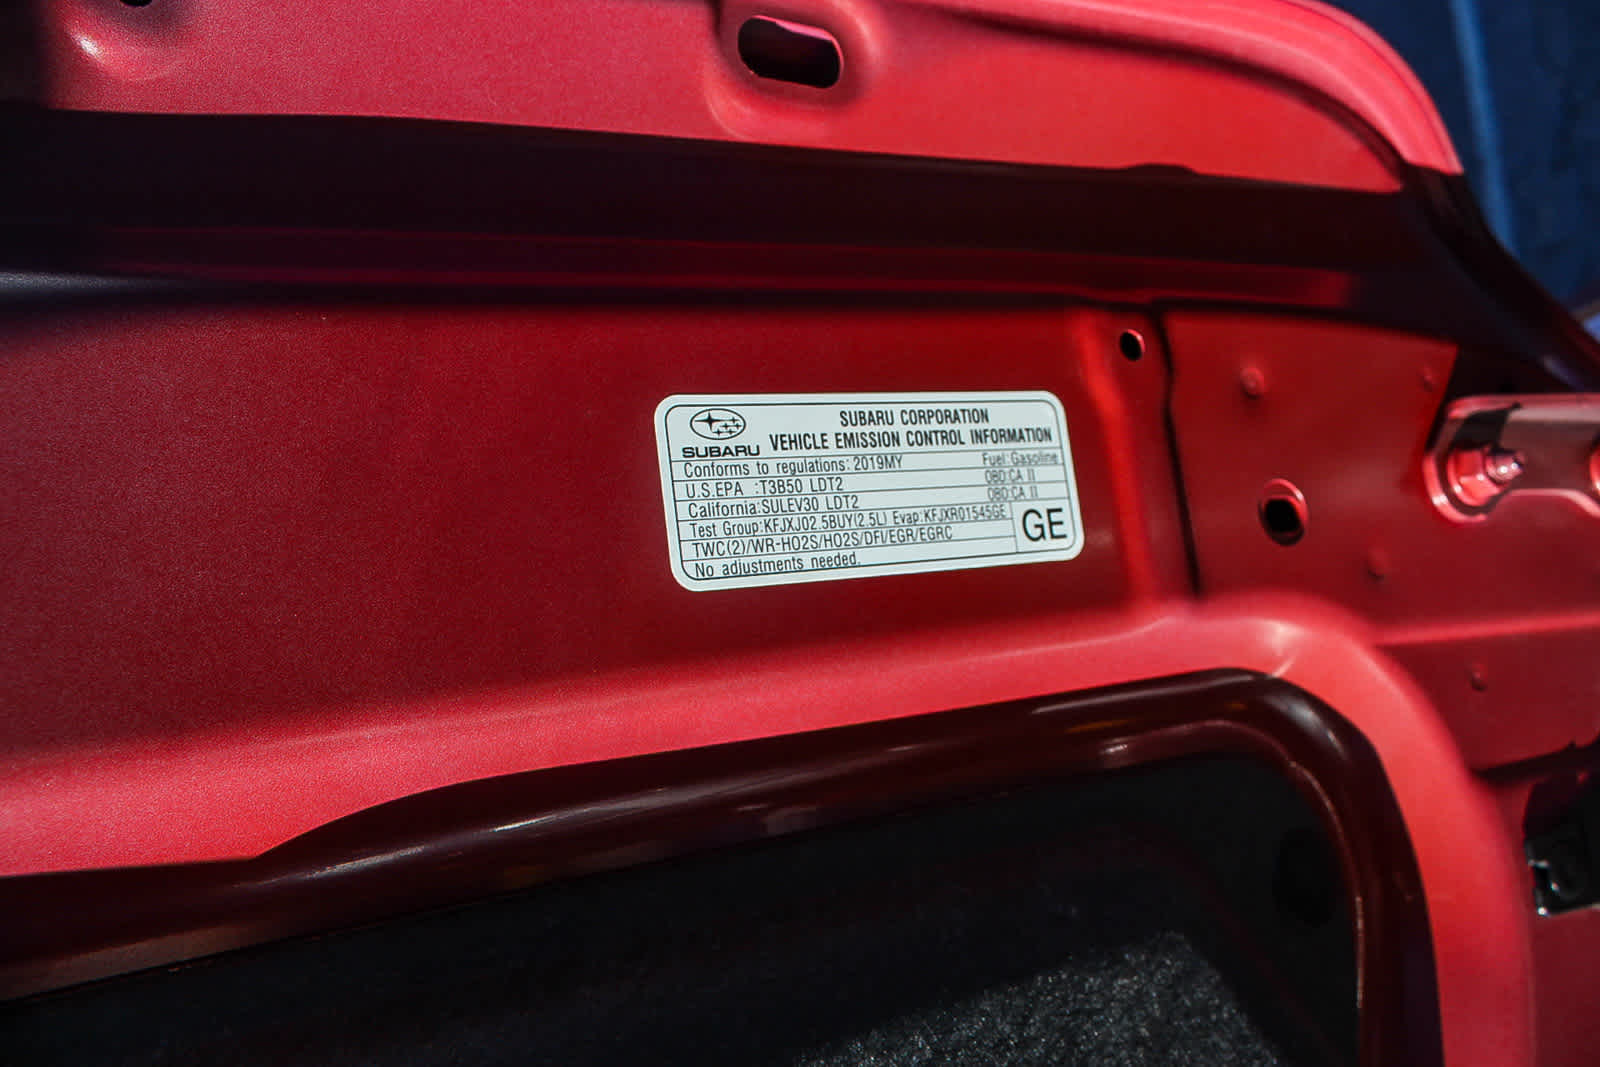 SUBARU CORPORATION
SUBARU VEHICLE EMISSION CONTROL INFORMATION
Conforms to regulations: 2019MY Fuel:Gasoline
U.S.EPA :T3B50 LDT2 OBD:CA II
California:SULEV30 LDT2 OBD:CA II
Test Group:KFJXJ02.5BUY(2.5L) Evap:KFJXR01545GE
TWC(2)/WR-HO2S/HO2S/DFI/EGR/EGRC GE
No adjustments needed.